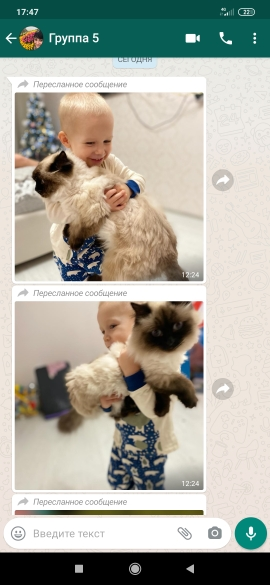 17:47
22
Группа 5
СЕГОДНЯ
Пересланное сообщение
12:24
Пересланное сообщение
12:24
Пересланное сообщение
Введите текст